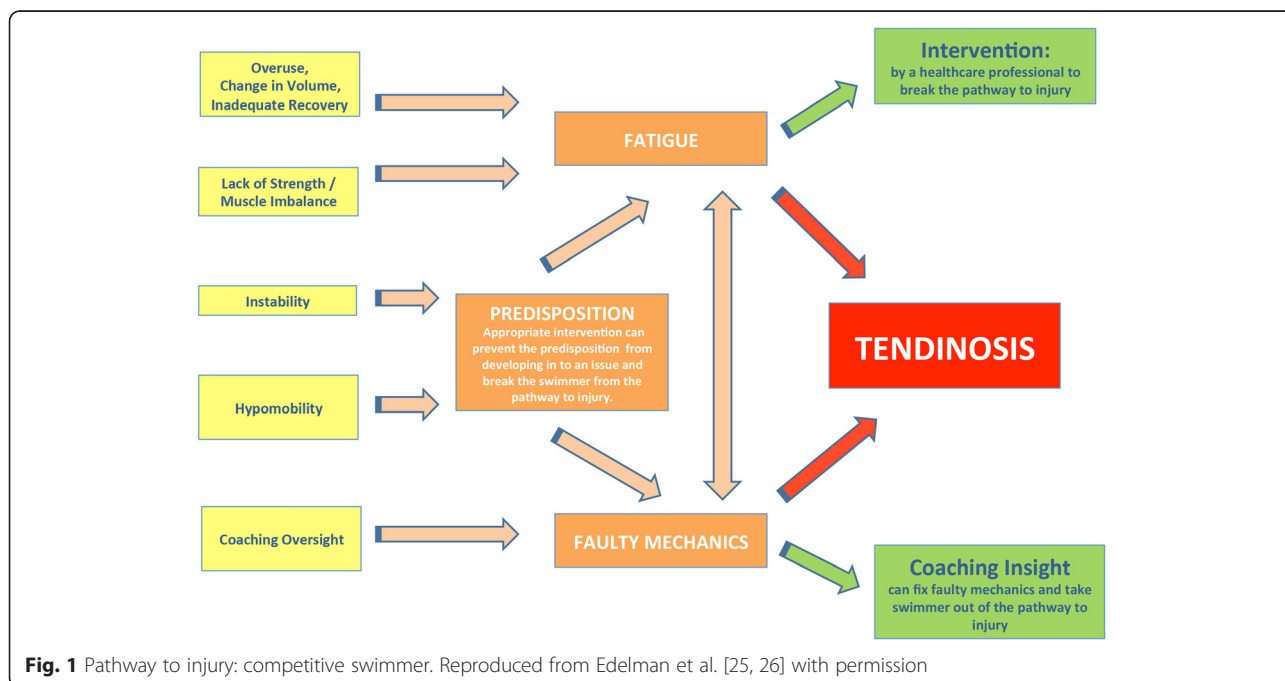 Overuse,
Change in Volume,
Inadequate Recovery
Lack of Strength /
Muscle Imbalance
Instability
Hypomobility
Coaching Oversight
FATIGUE
PREDISPOSITION
Appropriate intervention can
prevent the predisposition from
developing in to an issue and
break the swimmer from the
pathway to injury.
FAULTY MECHANICS
Intervention:
by a healthcare professional to
break the pathway to injury
TENDINOSIS
Coaching Insight
can fix faulty mechanics and take
swimmer out of the pathway to
injury
Fig. 1 Pathway to injury: competitive swimmer. Reproduced from Edelman et al. [25, 26] with permission